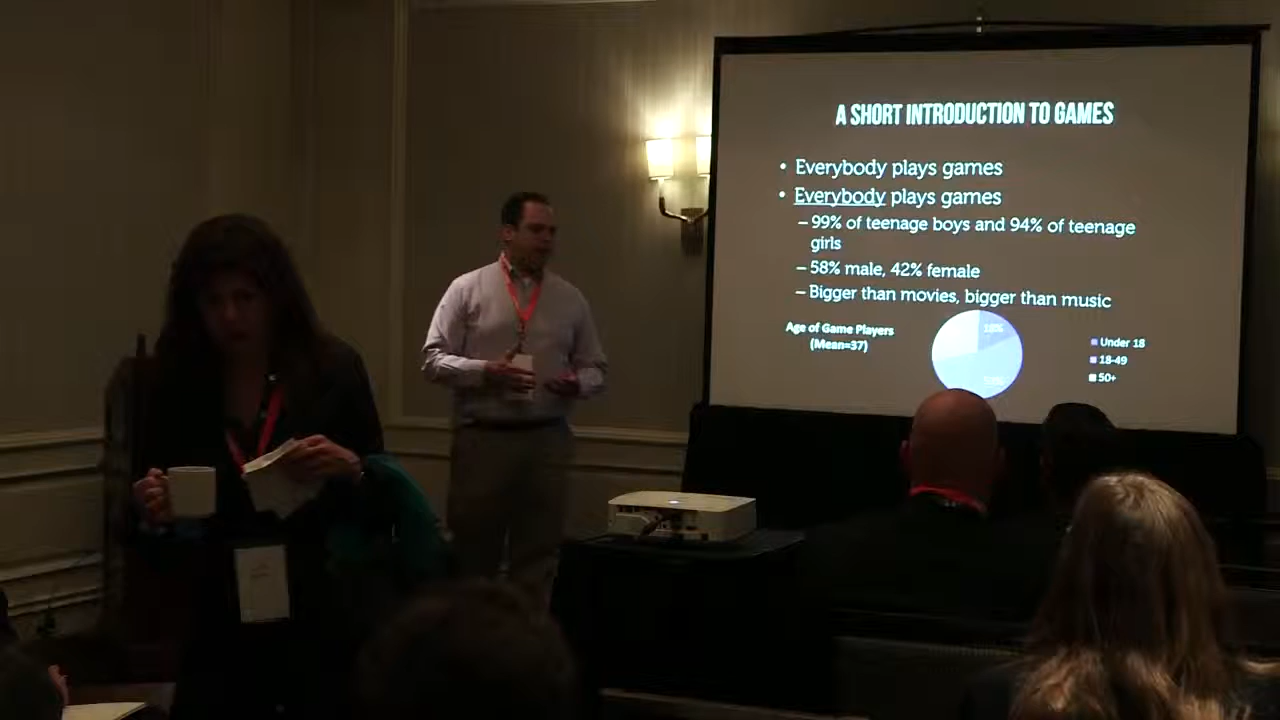 A SHORT INTRODUCTION TO GAMES
• Everybody plays games
• Everybody plays games
– 99% of teenage boys and 94% of teenage
girls
– 58% male, 42% female
– Bigger than movies, bigger than music
Age of Game Players
(Mean=37)
18%
Under 18
18-49
50+